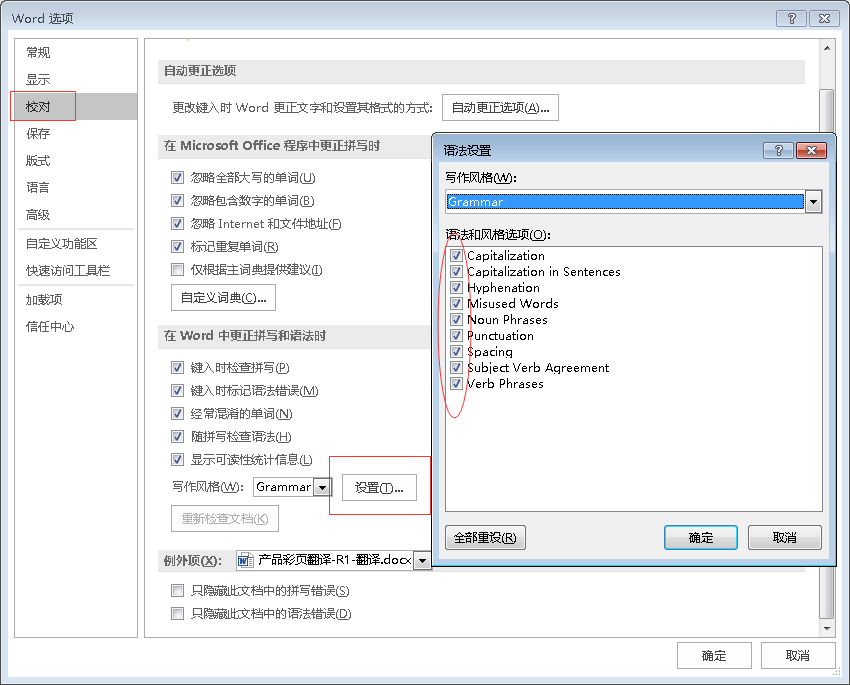 Word 选项
常规
显示
校对
保存
版式
语言
高级
自定义功能区
快速访问工具栏
加载项
信任中心
自动更正选项
更改键入时 Word 更正文字和设置其格式的方式:
自动更正选项(A)...
在 Microsoft Office 程序中更正拼写时
忽略全部大写的单词(U)
忽略包含数字的单词(B)
忽略 Internet 和文件地址(F)
标记重复单词(R)
仅根据主词典提供建议(I)
自定义词典(C)...
在 Word 中更正拼写和语法时
键入时检查拼写(P)
键入时标记语法错误(M)
经常混淆的单词(N)
随拼写检查语法(H)
显示可读性统计信息(L)
写作风格(W): Grammar 设置(T)...
重新检查文档(K)
例外项(X): 产品彩页翻译-R1-翻译.docx
只隐藏此文档中的拼写错误(S)
只隐藏此文档中的语法错误(D)
确定 取消
语法设置
写作风格(W):
Grammar
语法和风格选项(O):
Capitalization
Capitalization in Sentences
Hyphenation
Misused Words
Noun Phrases
Punctuation
Spacing
Subject Verb Agreement
Verb Phrases
全部重设(R) 确定 取消